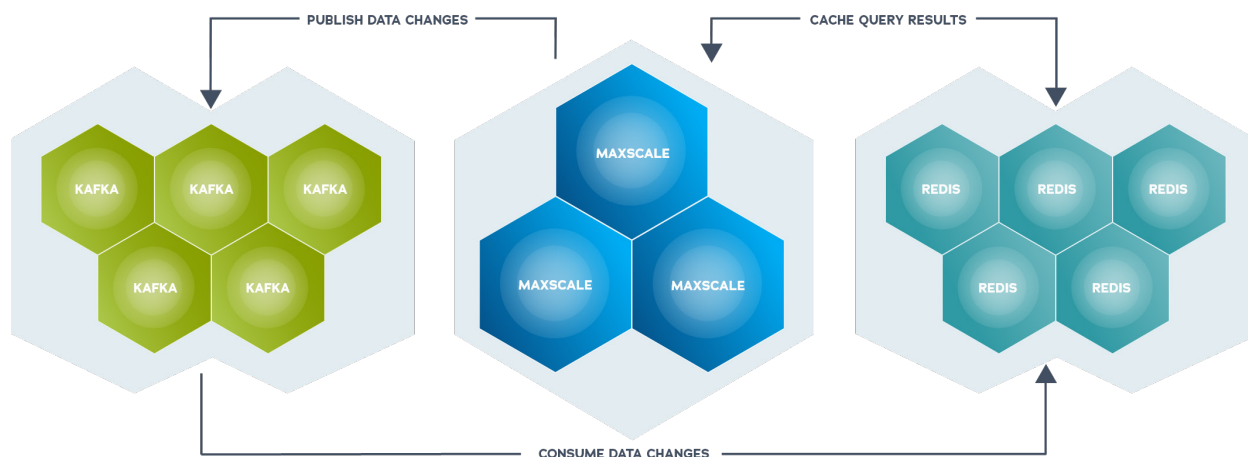 PUBLISH DATA CHANGES
CACHE QUERY RESULTS
MAXSCALE
KAFKA
KAFKA
KAFKA
REDIS
REDIS
REDIS
MAXSCALE
MAXSCALE
KAFKA
KAFKA
REDIS
REDIS
CONSUME DATA CHANGES